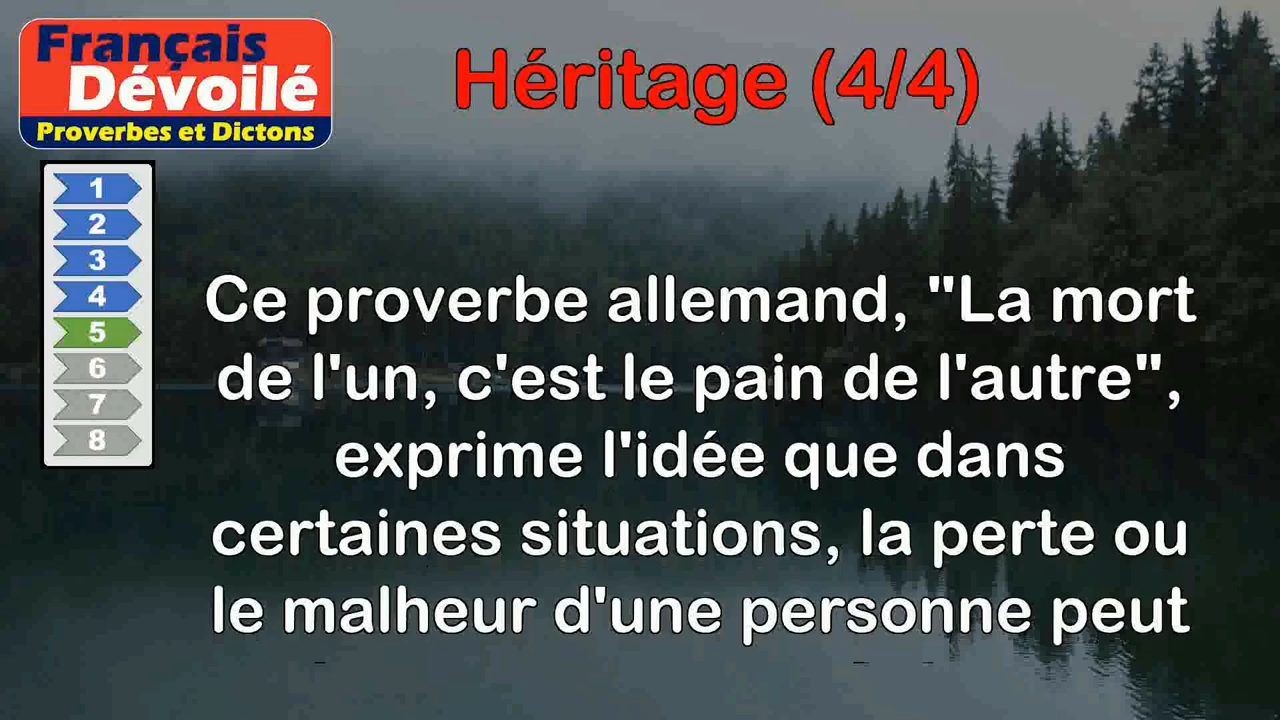 Français
Dévoilé
Proverbes et Dictons
Héritage (4/4)
1
2
3
4
5
6
7
8
Ce proverbe allemand, "La mort
de l'un, c'est le pain de l'autre",
exprime l'idée que dans
certaines situations, la perte ou
le malheur d'une personne peut